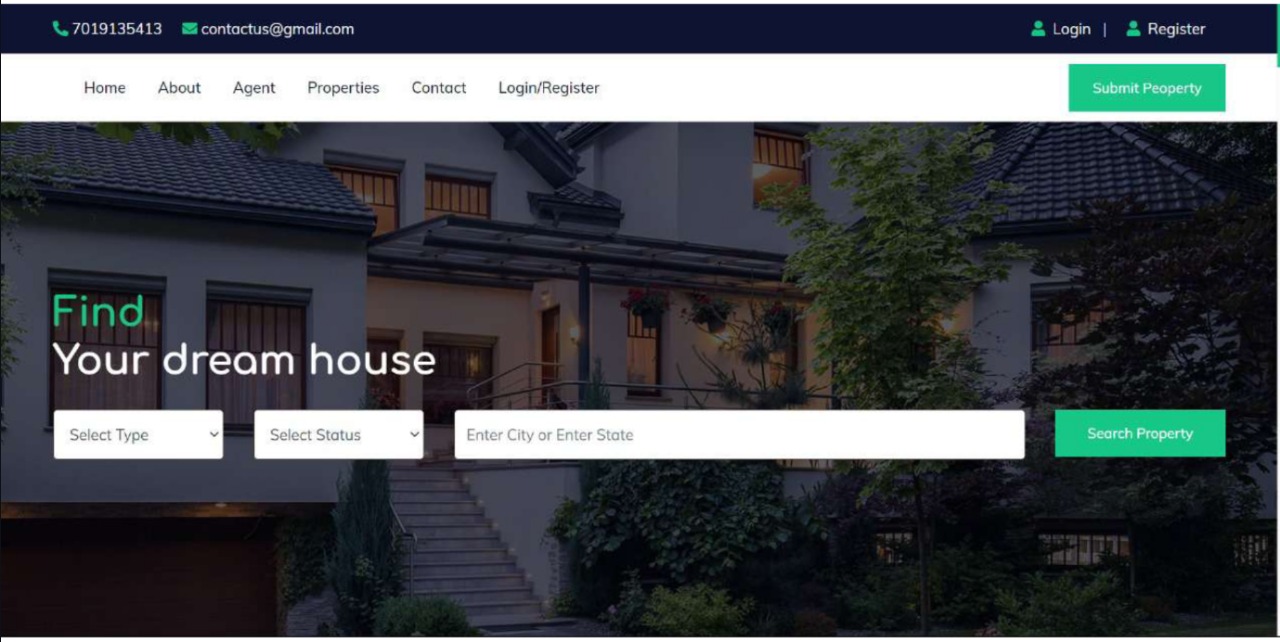 7019135413 contactus@gmail.com Login | Register
Home About Agent Properties Contact Login/Register Submit Peoperty
Find
Your dream house
Select Type Select Status Enter City or Enter State Search Property